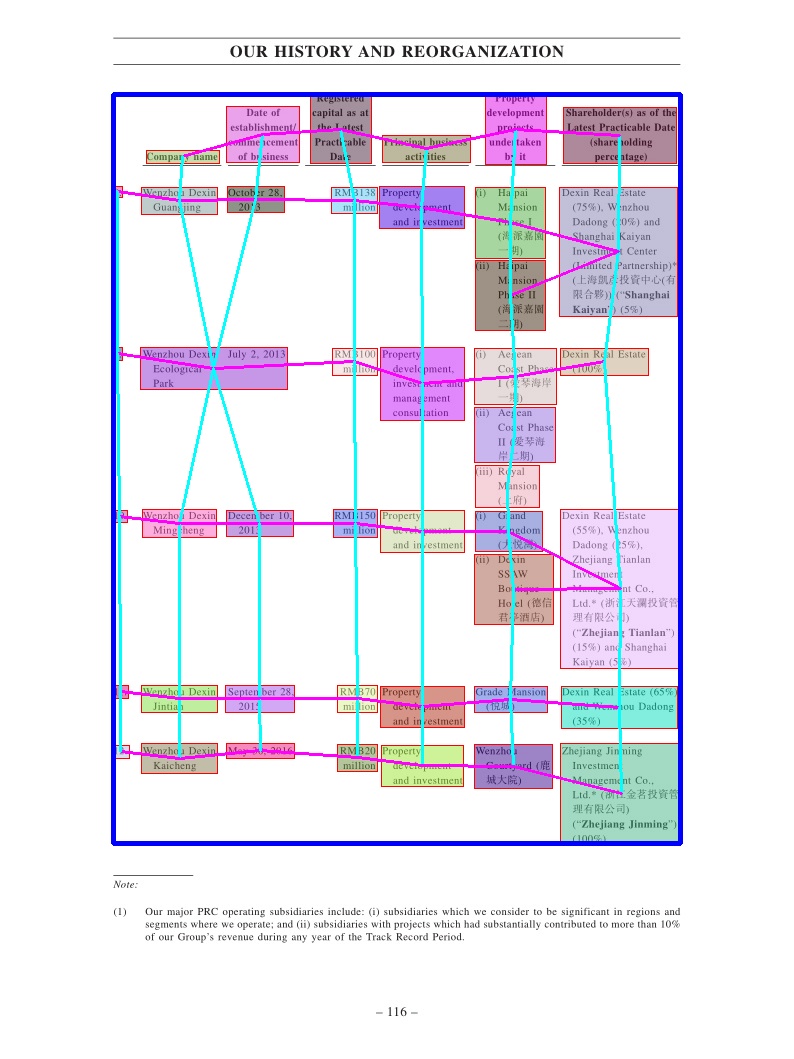 OUR HISTORY AND REORGANIZATION
Company name
Date of
establishment/
commencement
of business
Registered
capital as at
the Latest
Practicable
Date
Principal business
activities
Property
development
projects
undertaken
by it
Shareholder(s) as of the
Latest Practicable Date
(shareholding
percentage)
Wenzhou Dexin
Guangjing
October 28,
2013
RMB138
million
Property
development
and investment
(i) Haipai
Mansion
Phase I
(海派嘉園
一期)
(ii) Haipai
Mansion
Phase II
(海派嘉園
二期)
Dexin Real Estate
(75%), Wenzhou
Dadong (20%) and
Shanghai Kaiyan
Investment Center
(Limited Partnership)*
(上海凱彥投資中心(有
限合夥)) (“Shanghai
Kaiyan”) (5%)
Wenzhou Dexin
Ecological
Park
July 2, 2013
RMB100
million
Property
development,
investment and
management
consultation
(i) Aegean
Coast Phase
I (愛琴海岸
一期)
(ii) Aegean
Coast Phase
II (愛琴海
岸二期)
(iii) Royal
Mansion
Dexin Real Estate
(100%)
Wenzhou Dexin
Mingcheng
December 10,
2013
RMB150
million
Property
development
and investment
(i) Grand
Kingdom
(大悦灣)
(ii) Dexin
SSAW
Boutique
Hotel (德信
君亭酒店)
Dexin Real Estate
(55%), Wenzhou
Dadong (25%),
Zhejiang Tianlan
Investment
Management Co.,
Ltd.* (浙江天瀾投資管
理有限公司)
(“Zhejiang Tianlan”)
(15%) and Shanghai
Kaiyan (5%)
Wenzhou Dexin
Jintian
September 28,
2015
RMB70
million
Property
development
and investment
Grade Mansion
(悦城)
Dexin Real Estate (65%)
and Wenzhou Dadong
(35%)
Wenzhou Dexin
Kaicheng
2016
RMB20
million
Property
development
and investment
Wenzhou
Courtyard (鹿
城大院)
Zhejiang Jinming
Investment
Management Co.,
Ltd.* (浙江金茗投資管
理有限公司)
(“Zhejiang Jinming”)
(100%)
Note:
(1) Our major PRC operating subsidiaries include: (i) subsidiaries which we consider to be significant in regions and
segments where we operate; and (ii) subsidiaries with projects which had substantially contributed to more than 10%
of our Group’s revenue during any year of the Track Record Period.
– 116 –